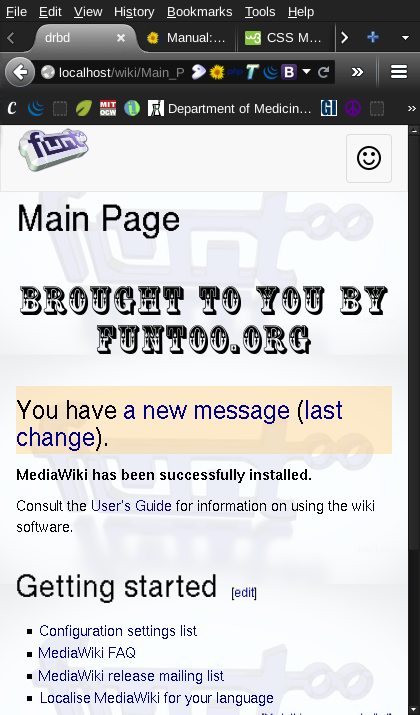 File Edit View History Bookmarks Tools Help
drbd Manual:... CSS M...
localhost/wiki/Main_P php T B »
C MIT OCW Department of Medicin... »
funtoo
Main Page
BROUGHT TO YOU BY
FUNTOO.ORG
You have a new message (last
change).
MediaWiki has been successfully installed.
Consult the User's Guide for information on using the wiki
software.
Getting started [edit]
Configuration settings list
MediaWiki FAQ
MediaWiki release mailing list
Localise MediaWiki for your language